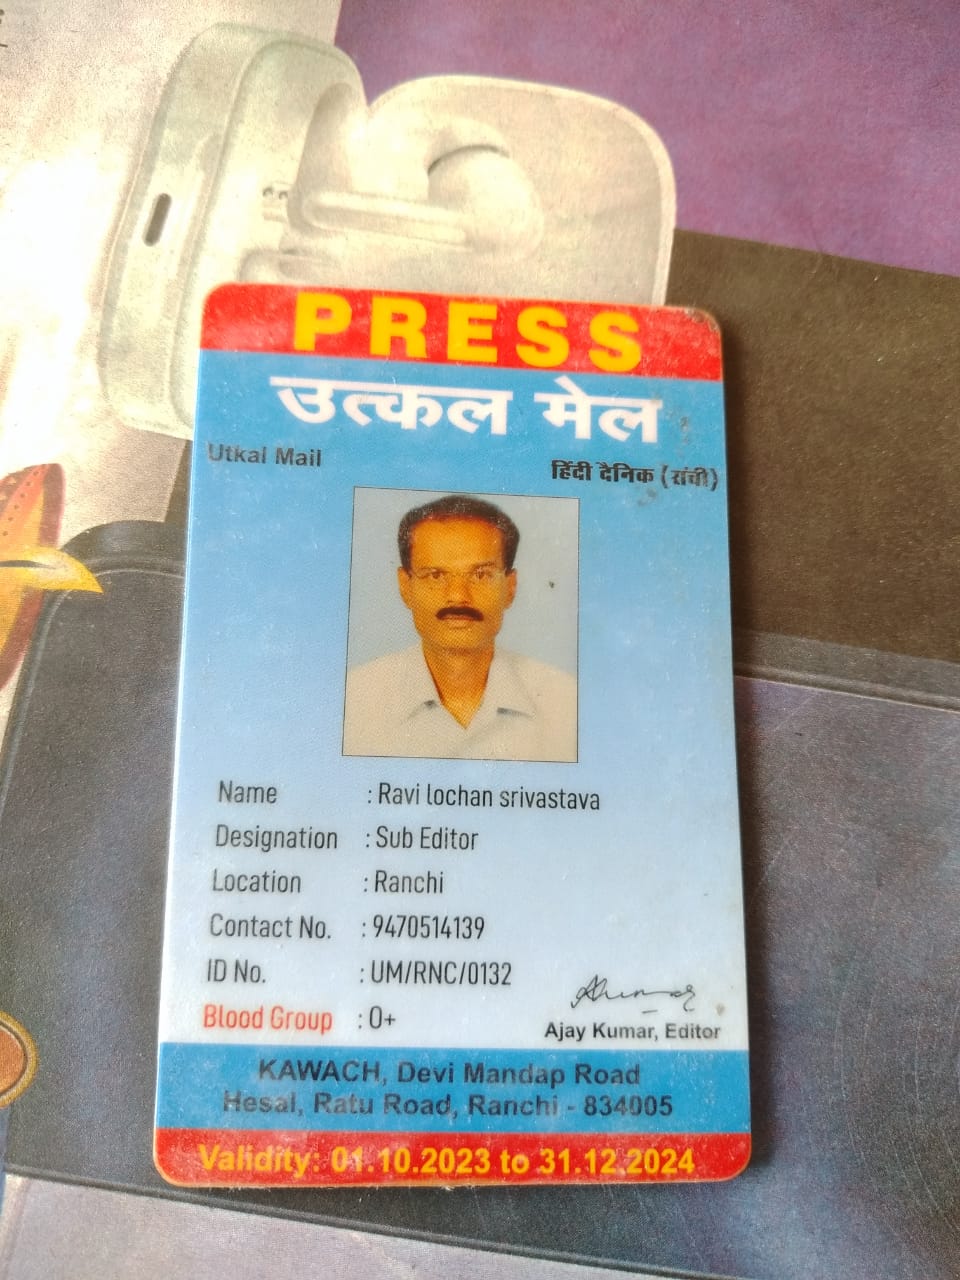 PRESS
उत्कल मेल
Utkal Mail
हिंदी दैनिक (रांची)
Name : Ravi lochan srivastava
Designation : Sub Editor
Location : Ranchi
Contact No. : 9470514139
ID No. : UM/RNC/0132
Blood Group : O+
Ajay Kumar, Editor
KAWACH, Devi Mandap Road
Hesal, Ratu Road, Ranchi - 834005
Validity: 01.10.2023 to 31.12.2024